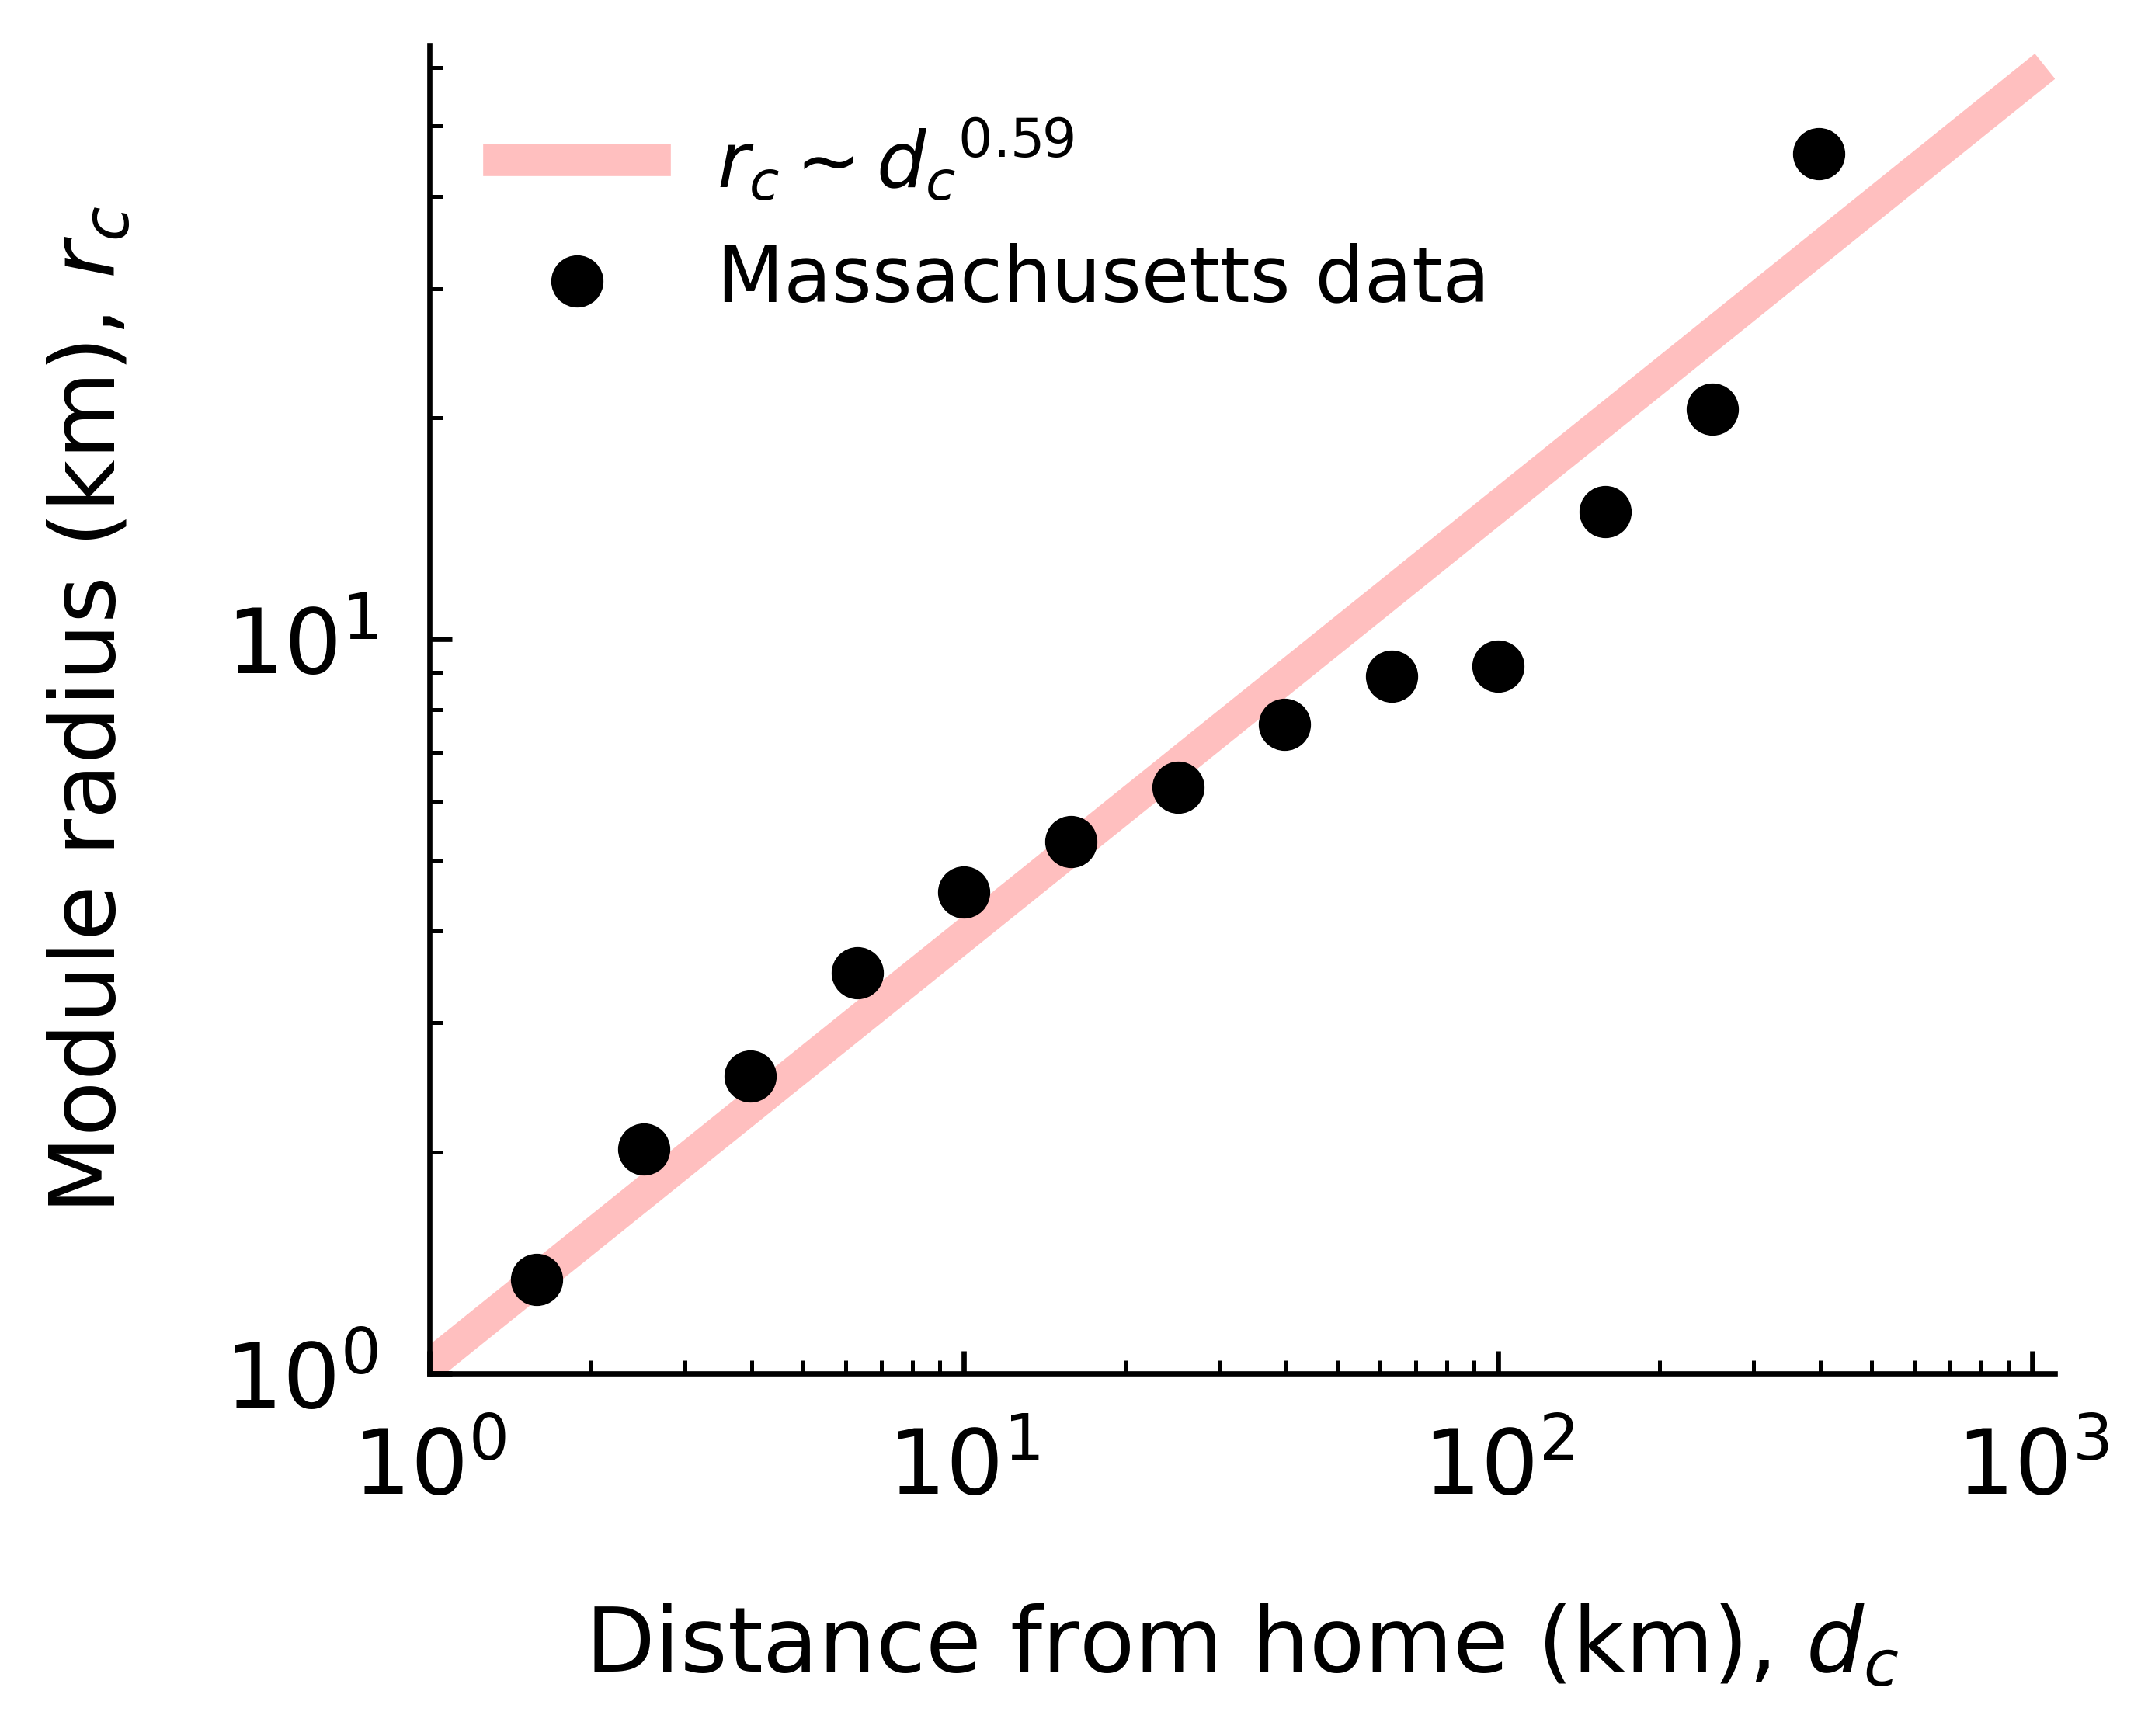 r_c ~ d_c^0.59
Massachusetts data
Module radius (km), r_c
10^1
10^0
10^0 10^1 10^2 10^3
Distance from home (km), d_c